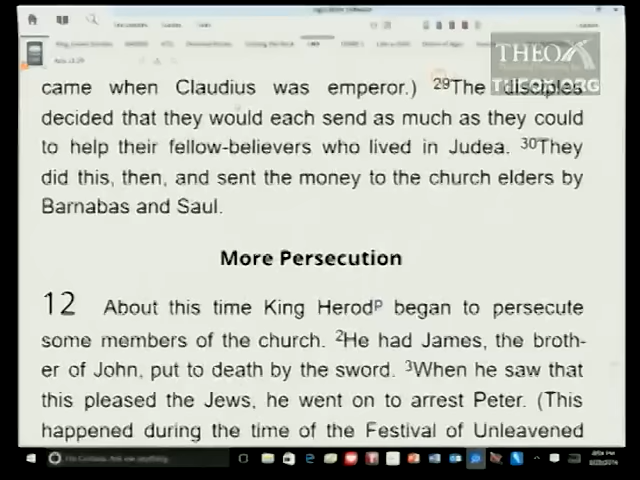 THEOX
THEOX.ORG
came when Claudius was emperor.) 29The disciples
decided that they would each send as much as they could
to help their fellow-believers who lived in Judea. 30They
did this, then, and sent the money to the church elders by
Barnabas and Saul.
More Persecution
12 About this time King Herodᵖ began to persecute
some members of the church. 2He had James, the broth-
er of John, put to death by the sword. 3When he saw that
this pleased the Jews, he went on to arrest Peter. (This
happened during the time of the Festival of Unleavened